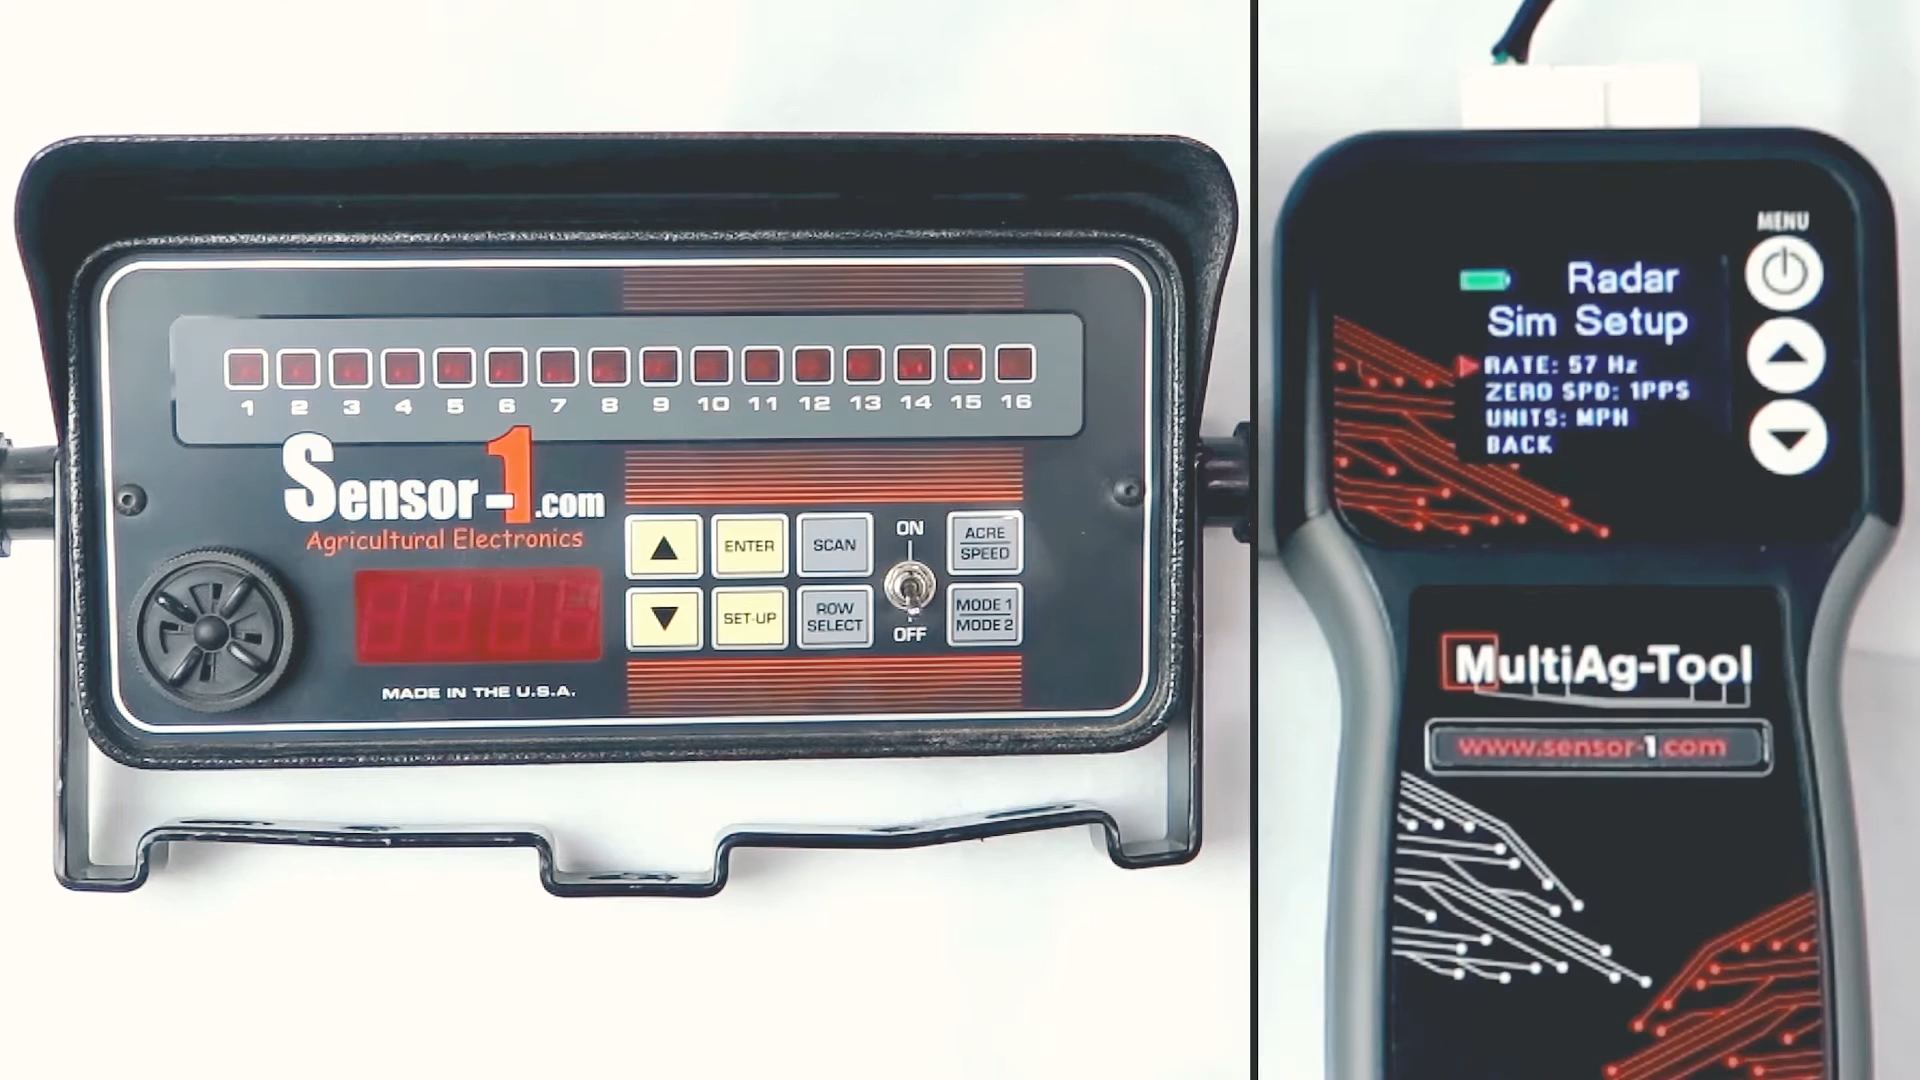 1 2 3 4 5 6 7 8 9 10 11 12 13 14 15 16
Sensor-1.com
Agricultural Electronics
MADE IN THE U.S.A.
▲ ENTER SCAN
▼ SET-UP ROW SELECT
ON
OFF
ACRE
SPEED
MODE 1
MODE 2
MENU
Radar
Sim Setup
RATE: 57 Hz
ZERO SPD: 1PPS
UNITS: MPH
BACK
MultiAg-Tool
www.sensor-1.com